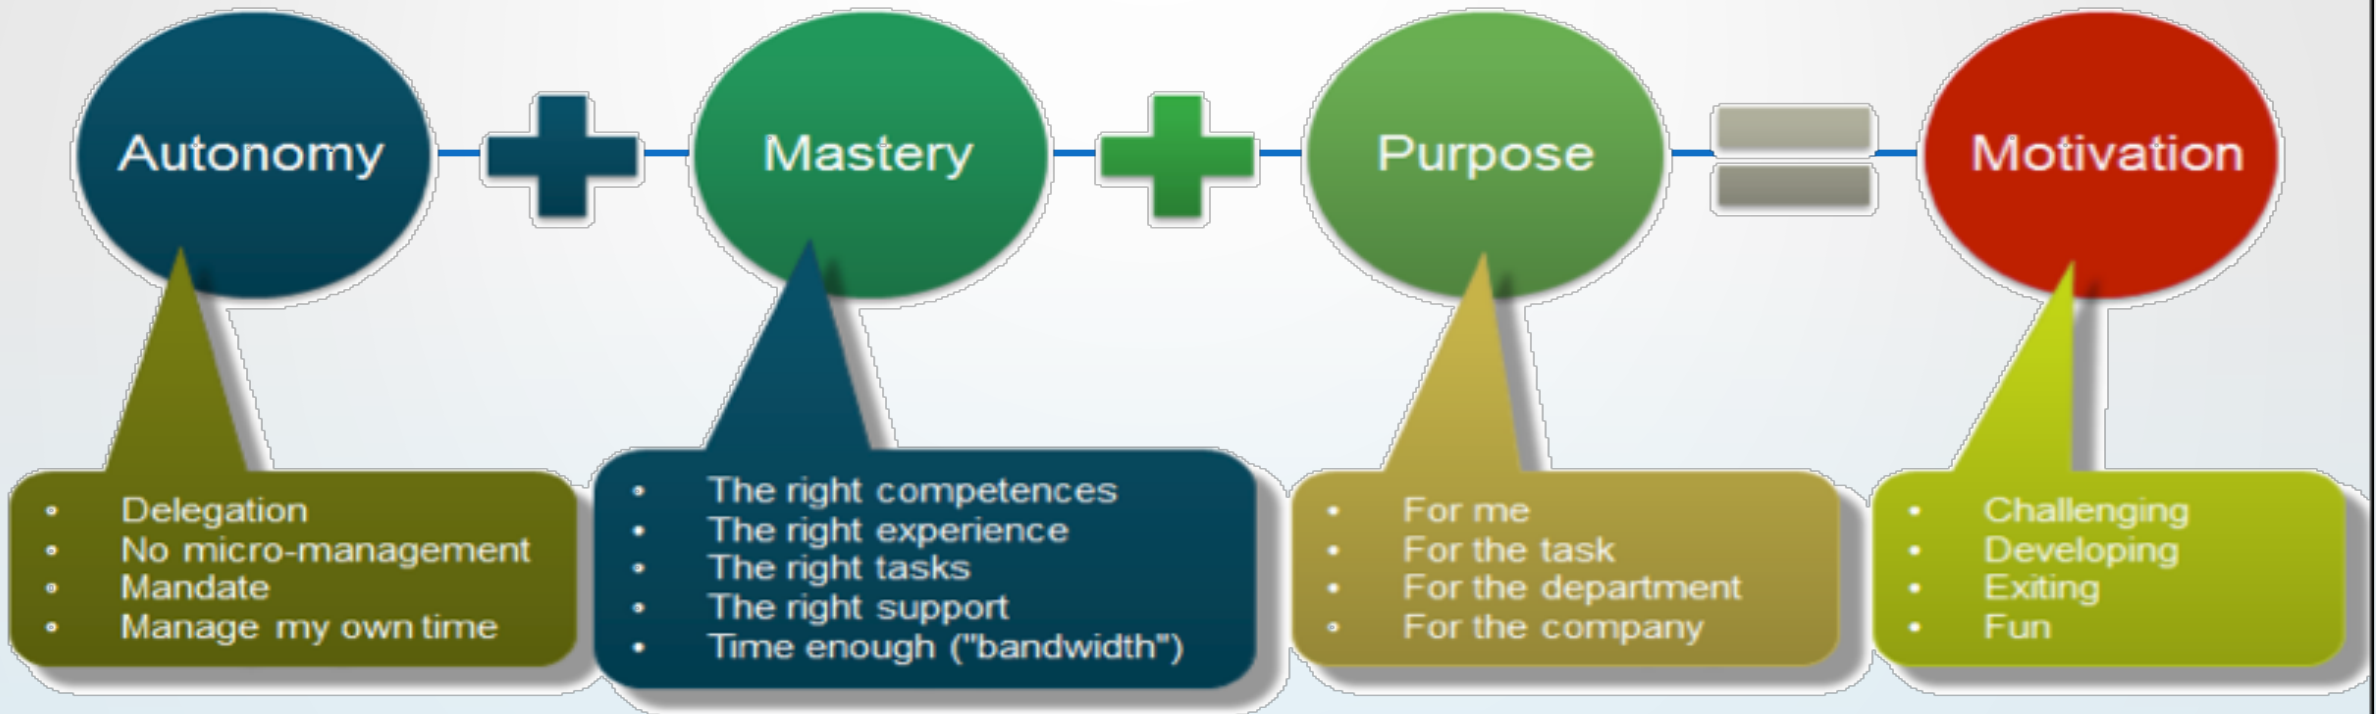 Autonomy
Mastery
Purpose
Motivation
• Delegation
• No micro-management
• Mandate
• Manage my own time
• The right competences
• The right experience
• The right tasks
• The right support
• Time enough ("bandwidth")
• For me
• For the task
• For the department
• For the company
• Challenging
• Developing
• Exiting
• Fun